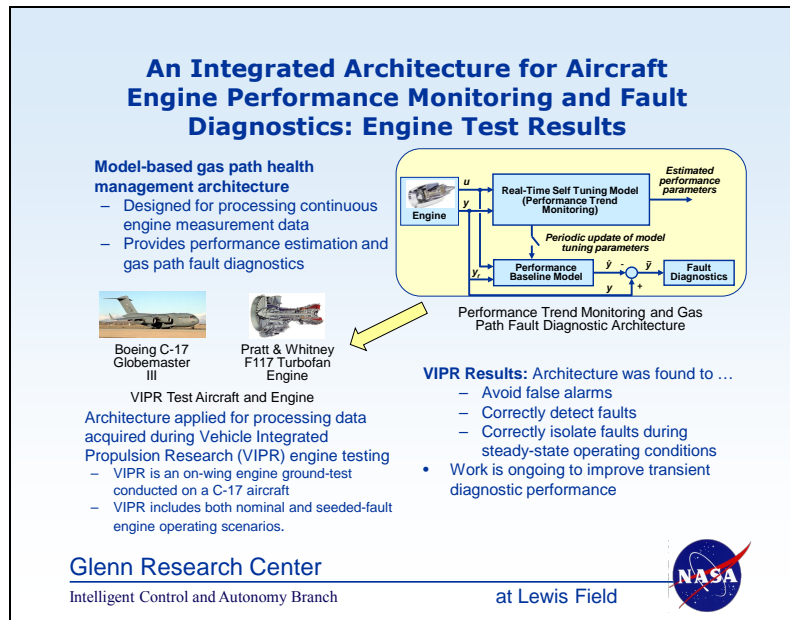 An Integrated Architecture for Aircraft
Engine Performance Monitoring and Fault
Diagnostics: Engine Test Results
Model-based gas path health
management architecture
– Designed for processing continuous
engine measurement data
– Provides performance estimation and
gas path fault diagnostics
Engine
u
y
Real-Time Self Tuning Model
(Performance Trend
Monitoring)
Estimated
performance
parameters
Periodic update of model
tuning parameters
yr
Performance
Baseline Model
ŷ -
y +
ỹ
Fault
Diagnostics
Performance Trend Monitoring and Gas
Path Fault Diagnostic Architecture
Boeing C-17
Globemaster
III
Pratt & Whitney
F117 Turbofan
Engine
VIPR Test Aircraft and Engine
Architecture applied for processing data
acquired during Vehicle Integrated
Propulsion Research (VIPR) engine testing
– VIPR is an on-wing engine ground-test
conducted on a C-17 aircraft
– VIPR includes both nominal and seeded-fault
engine operating scenarios.
VIPR Results: Architecture was found to …
– Avoid false alarms
– Correctly detect faults
– Correctly isolate faults during
steady-state operating conditions
• Work is ongoing to improve transient
diagnostic performance
Glenn Research Center
Intelligent Control and Autonomy Branch
at Lewis Field
NASA